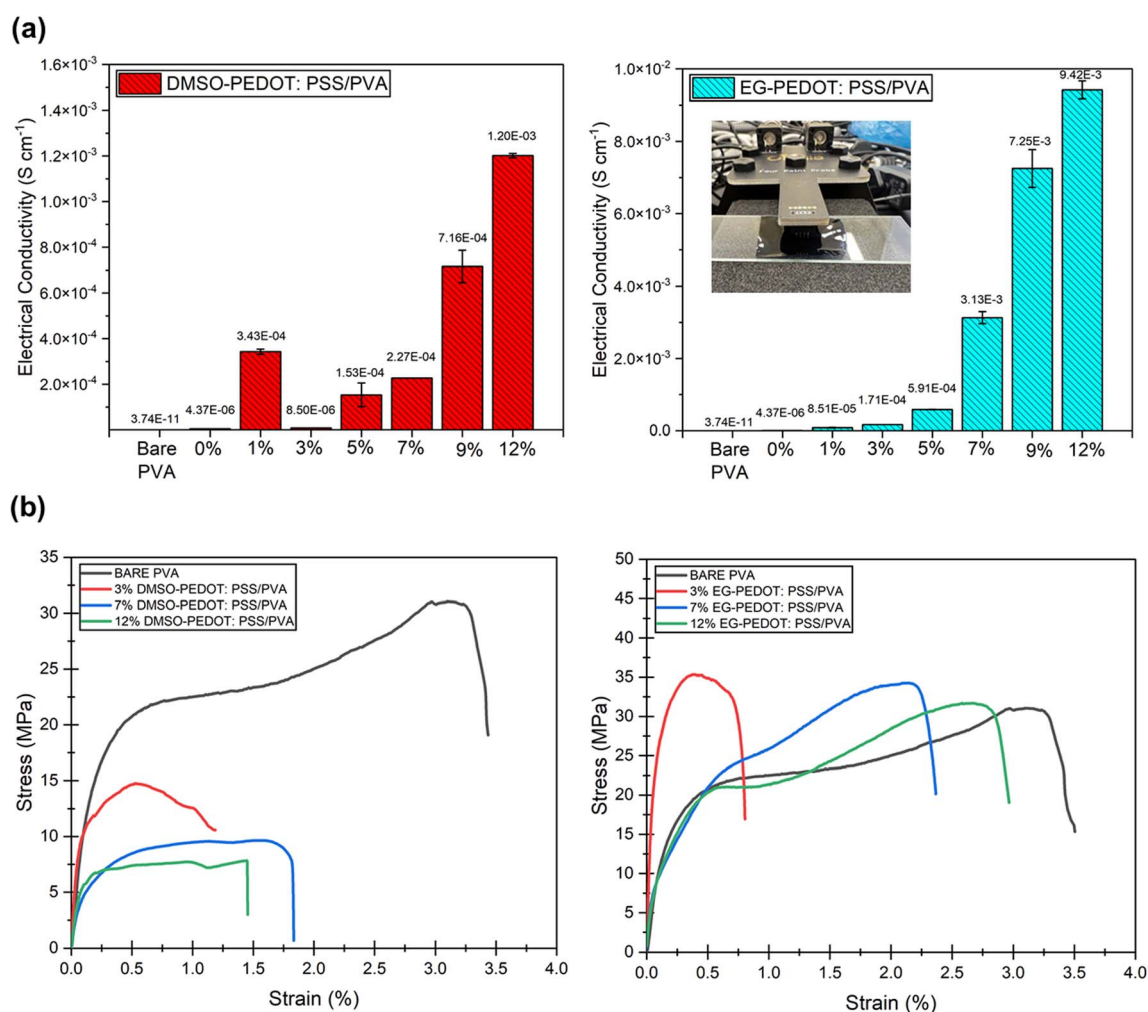 (a)
1.6×10⁻³
1.2×10⁻³
8.0×10⁻⁴
6.0×10⁻⁴
4.0×10⁻⁴
2.0×10⁻⁴
Electrical Conductivity (S cm⁻¹)
DMSO-PEDOT: PSS/PVA
3.74E-11
4.37E-06
3.43E-04
8.50E-06
1.53E-04
2.27E-04
7.16E-04
1.20E-03
Bare PVA
0%
1%
3%
5%
7%
9%
12%
1.0×10⁻²
8.0×10⁻³
6.0×10⁻³
4.0×10⁻³
2.0×10⁻³
0.0
Electrical Conductivity (S cm⁻¹)
EG-PEDOT: PSS/PVA
Four Point Probe
3.74E-11
4.37E-06
8.51E-05
1.71E-04
5.91E-04
3.13E-3
7.25E-3
9.42E-3
Bare PVA
0%
1%
3%
5%
7%
9%
12%
(b)
35
30
25
20
15
10
5
0
Stress (MPa)
BARE PVA
3% DMSO-PEDOT: PSS/PVA
7% DMSO-PEDOT: PSS/PVA
12% DMSO-PEDOT: PSS/PVA
0.0
0.5
1.0
1.5
2.0
2.5
3.0
3.5
4.0
Strain (%)
50
45
40
35
30
25
20
15
10
5
0
Stress (MPa)
BARE PVA
3% EG-PEDOT: PSS/PVA
7% EG-PEDOT: PSS/PVA
12% EG-PEDOT: PSS/PVA
0.0
0.5
1.0
1.5
2.0
2.5
3.0
3.5
4.0
Strain (%)